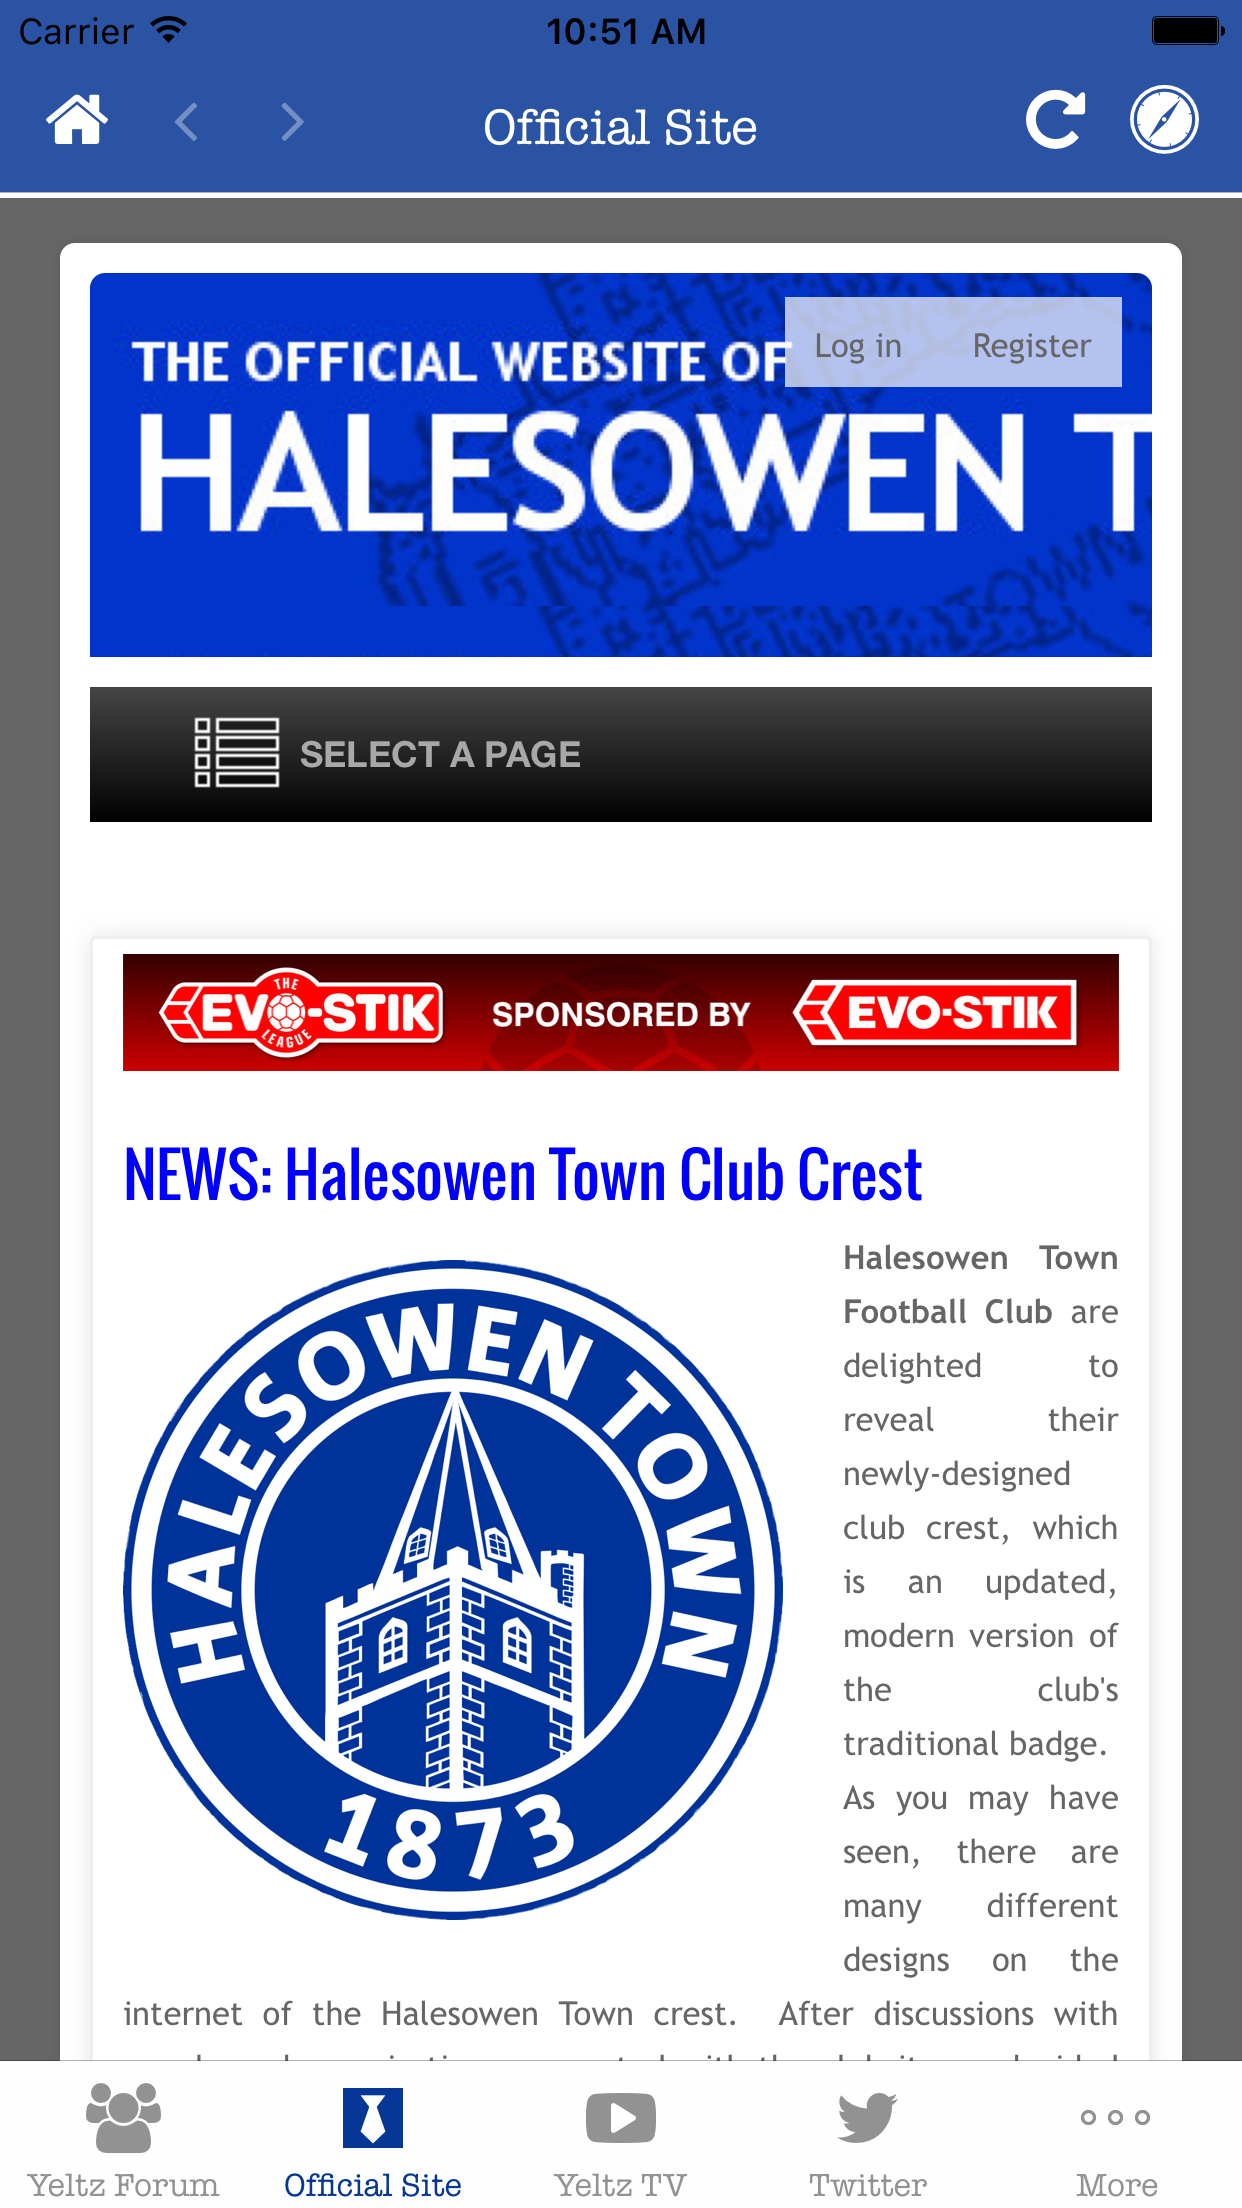 Carrier 10:51 AM
Official Site
Log in Register
THE OFFICIAL WEBSITE OF
HALESOWEN T
TOWN
SELECT A PAGE
THE EVO-STIK LEAGUE SPONSORED BY EVO-STIK
NEWS: Halesowen Town Club Crest
HALESOWEN TOWN
1873
Halesowen Town
Football Club are
delighted to
reveal their
newly-designed
club crest, which
is an updated,
modern version of
the club's
traditional badge.
As you may have
seen, there are
many different
designs on the
internet of the Halesowen Town crest. After discussions with
Yeltz Forum Official Site Yeltz TV Twitter More